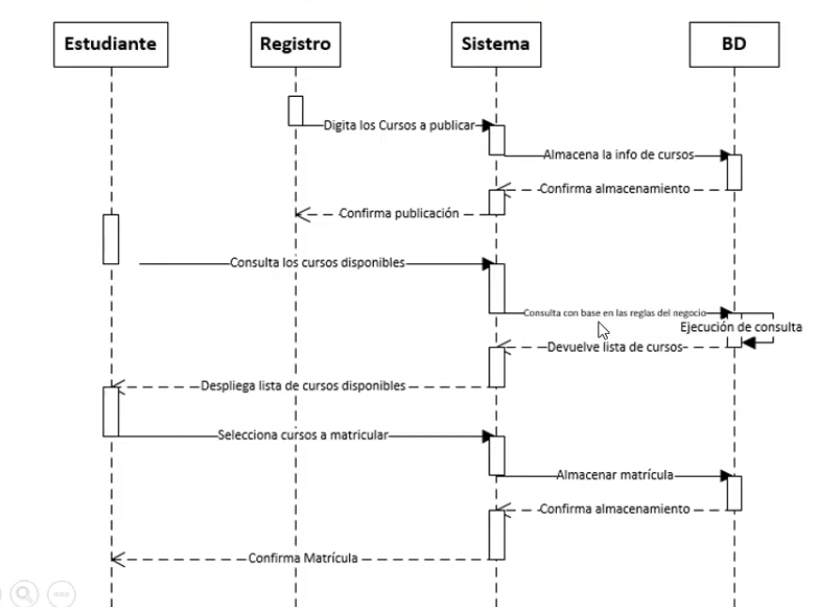 Estudiante
Registro
Sistema
BD
Digita los Cursos a publicar
Almacena la info de cursos
Confirma almacenamiento
Confirma publicación
Consulta los cursos disponibles
Consulta con base en las reglas del negocio
Ejecución de consulta
Devuelve lista de cursos
Despliega lista de cursos disponibles
Selecciona cursos a matricular
Almacenar matrícula
Confirma almacenamiento
Confirma Matrícula